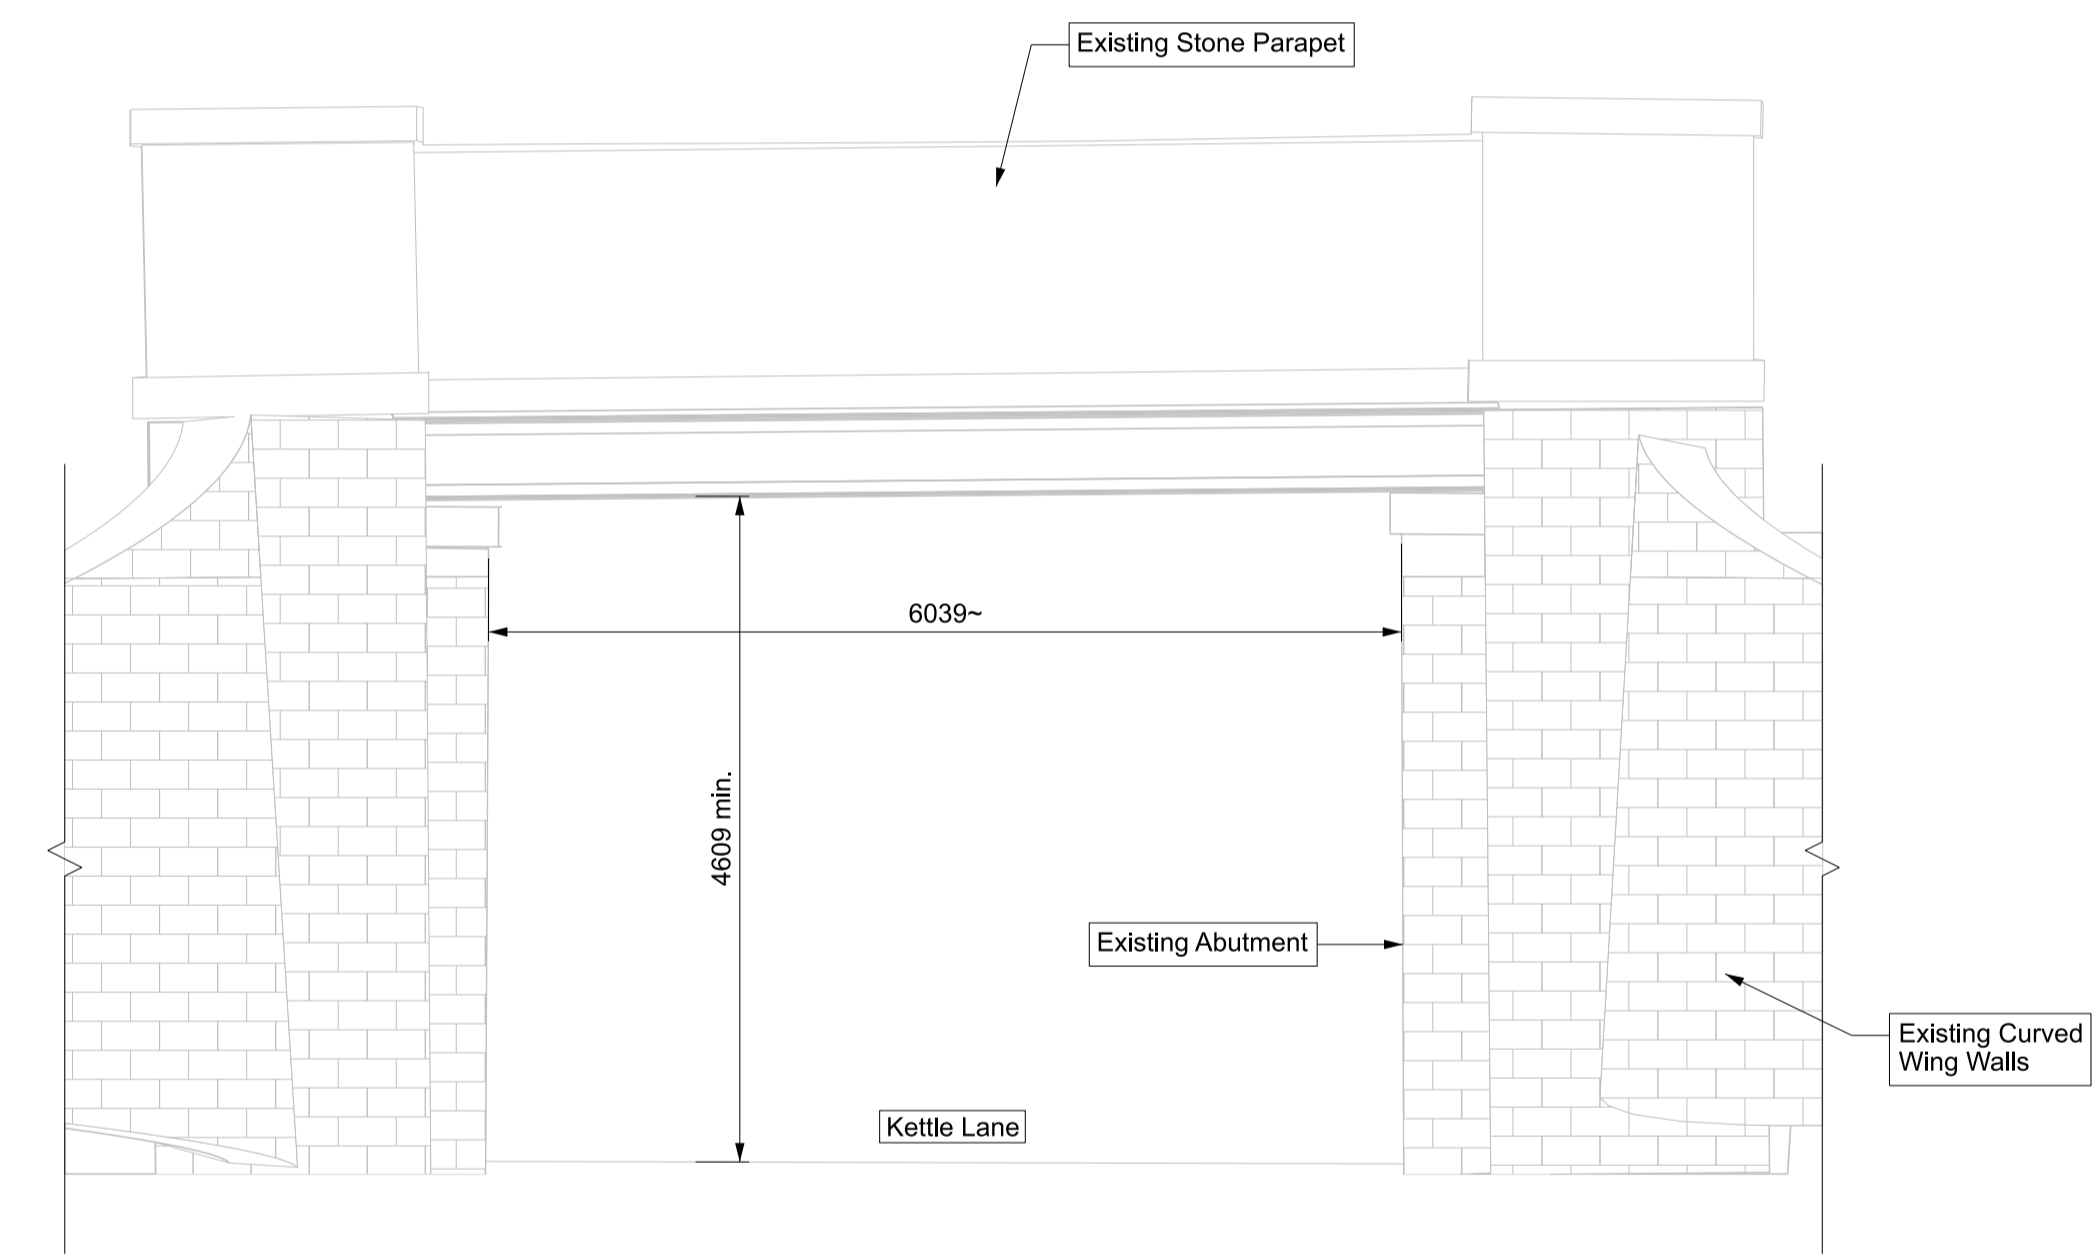 Existing Stone Parapet
6039~
4609 min.
Existing Abutment
Existing Curved
Wing Walls
Kettle Lane